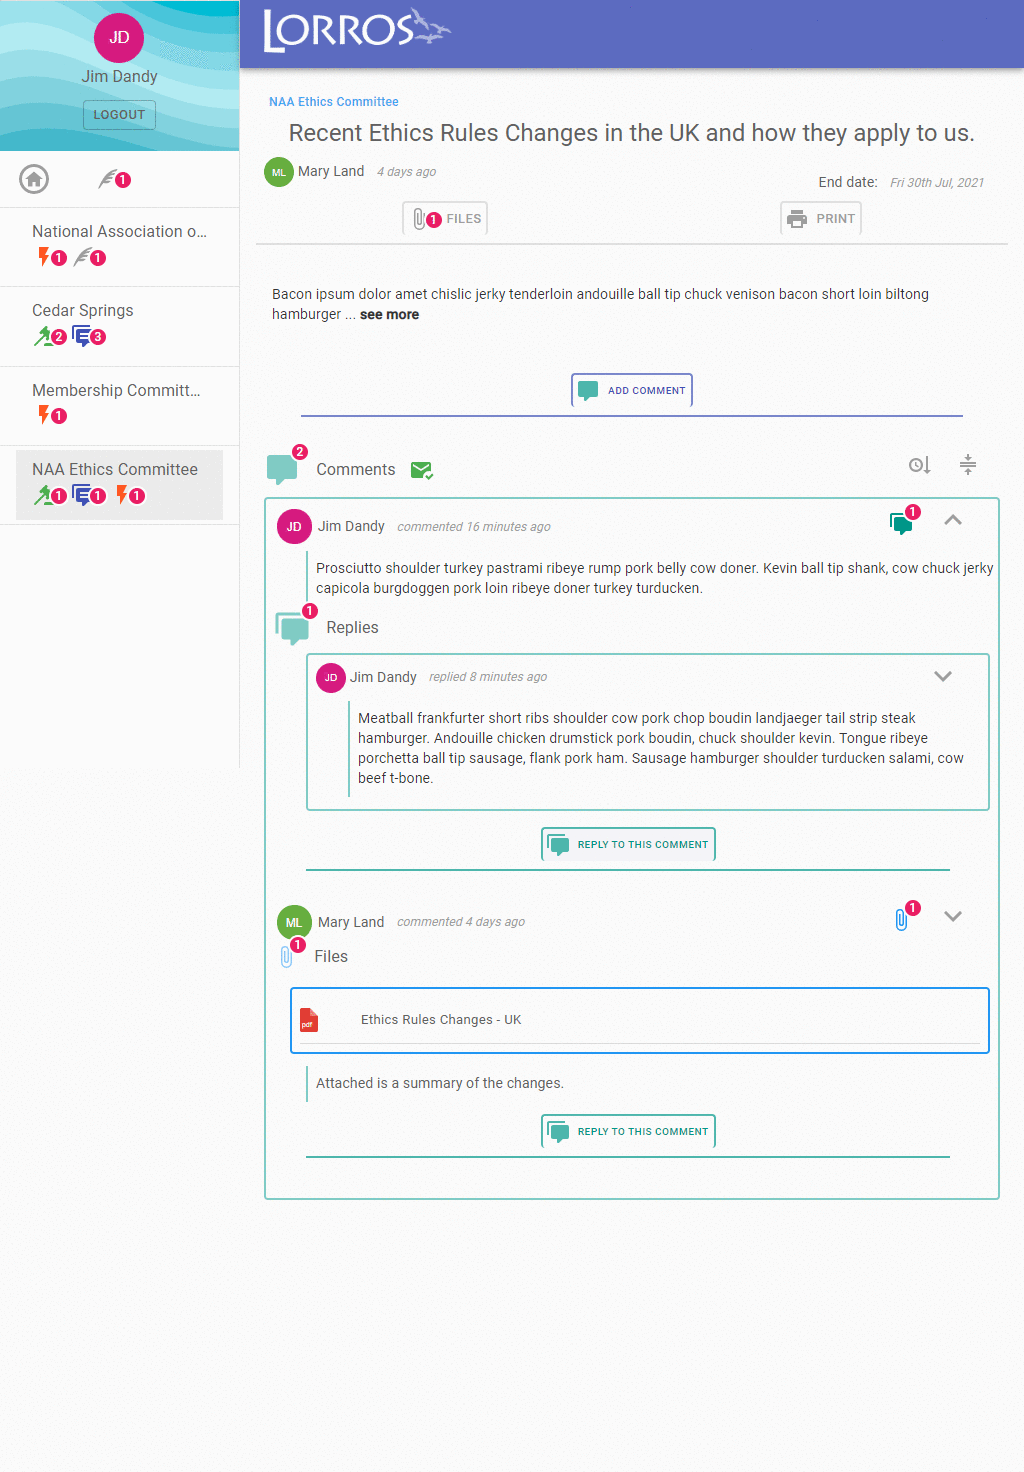 JD
Jim Dandy
LOGOUT
1
National Association o...
1 1
Cedar Springs
2 3
Membership Committ...
1
NAA Ethics Committee
1 1 1
LORROS
NAA Ethics Committee
Recent Ethics Rules Changes in the UK and how they apply to us.
ML Mary Land 4 days ago
End date: Fri 30th Jul, 2021
1 FILES
PRINT
Bacon ipsum dolor amet chislic jerky tenderloin andouille ball tip chuck venison bacon short loin biltong
hamburger ... see more
ADD COMMENT
2 Comments
JD Jim Dandy commented 16 minutes ago 1
Prosciutto shoulder turkey pastrami ribeye rump pork belly cow doner. Kevin ball tip shank, cow chuck jerky
capicola burgdoggen pork loin ribeye doner turkey turducken.
1 Replies
JD Jim Dandy replied 8 minutes ago
Meatball frankfurter short ribs shoulder cow pork chop boudin landjaeger tail strip steak
hamburger. Andouille chicken drumstick pork boudin, chuck shoulder kevin. Tongue ribeye
porchetta ball tip sausage, flank pork ham. Sausage hamburger shoulder turducken salami, cow
beef t-bone.
REPLY TO THIS COMMENT
ML Mary Land commented 4 days ago 1
1 Files
pdf Ethics Rules Changes - UK
Attached is a summary of the changes.
REPLY TO THIS COMMENT